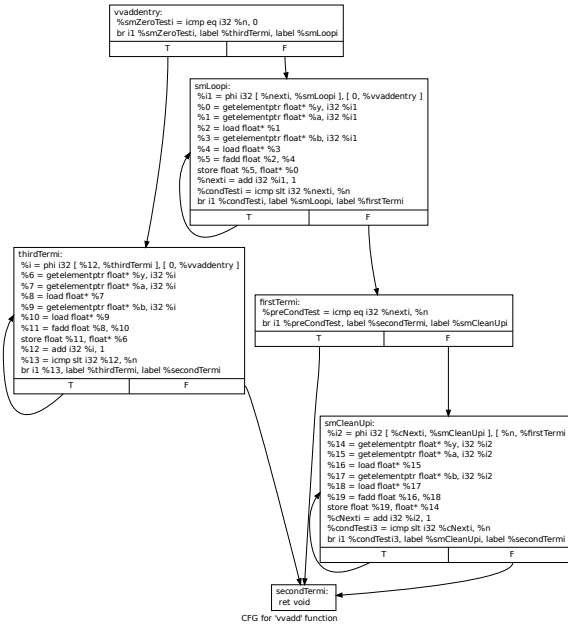 vvaddentry:
%smZeroTesti = icmp eq i32 %n, 0
br i1 %smZeroTesti, label %thirdTermi, label %smLoopi
T F
smLoopi:
%i1 = phi i32 [ %nexti, %smLoopi ], [ 0, %vvaddentry ]
%0 = getelementptr float* %y, i32 %i1
%1 = getelementptr float* %a, i32 %i1
%2 = load float* %1
%3 = getelementptr float* %b, i32 %i1
%4 = load float* %3
%5 = fadd float %2, %4
store float %5, float* %0
%nexti = add i32 %i1, 1
%condTesti = icmp slt i32 %nexti, %n
br i1 %condTesti, label %smLoopi, label %firstTermi
T F
thirdTermi:
%i = phi i32 [ %12, %thirdTermi ], [ 0, %vvaddentry ]
%6 = getelementptr float* %y, i32 %i
%7 = getelementptr float* %a, i32 %i
%8 = load float* %7
%9 = getelementptr float* %b, i32 %i
%10 = load float* %9
%11 = fadd float %8, %10
store float %11, float* %6
%12 = add i32 %i, 1
%13 = icmp slt i32 %12, %n
br i1 %13, label %thirdTermi, label %secondTermi
T F
firstTermi:
%preCondTest = icmp eq i32 %nexti, %n
br i1 %preCondTest, label %secondTermi, label %smCleanUpi
T F
smCleanUpi:
%i2 = phi i32 [ %cNexti, %smCleanUpi ], [ %n, %firstTermi
%14 = getelementptr float* %y, i32 %i2
%15 = getelementptr float* %a, i32 %i2
%16 = load float* %15
%17 = getelementptr float* %b, i32 %i2
%18 = load float* %17
%19 = fadd float %16, %18
store float %19, float* %14
%cNexti = add i32 %i2, 1
%condTesti3 = icmp slt i32 %cNexti, %n
br i1 %condTesti3, label %smCleanUpi, label %secondTermi
T F
secondTermi:
ret void
CFG for 'vvadd' function